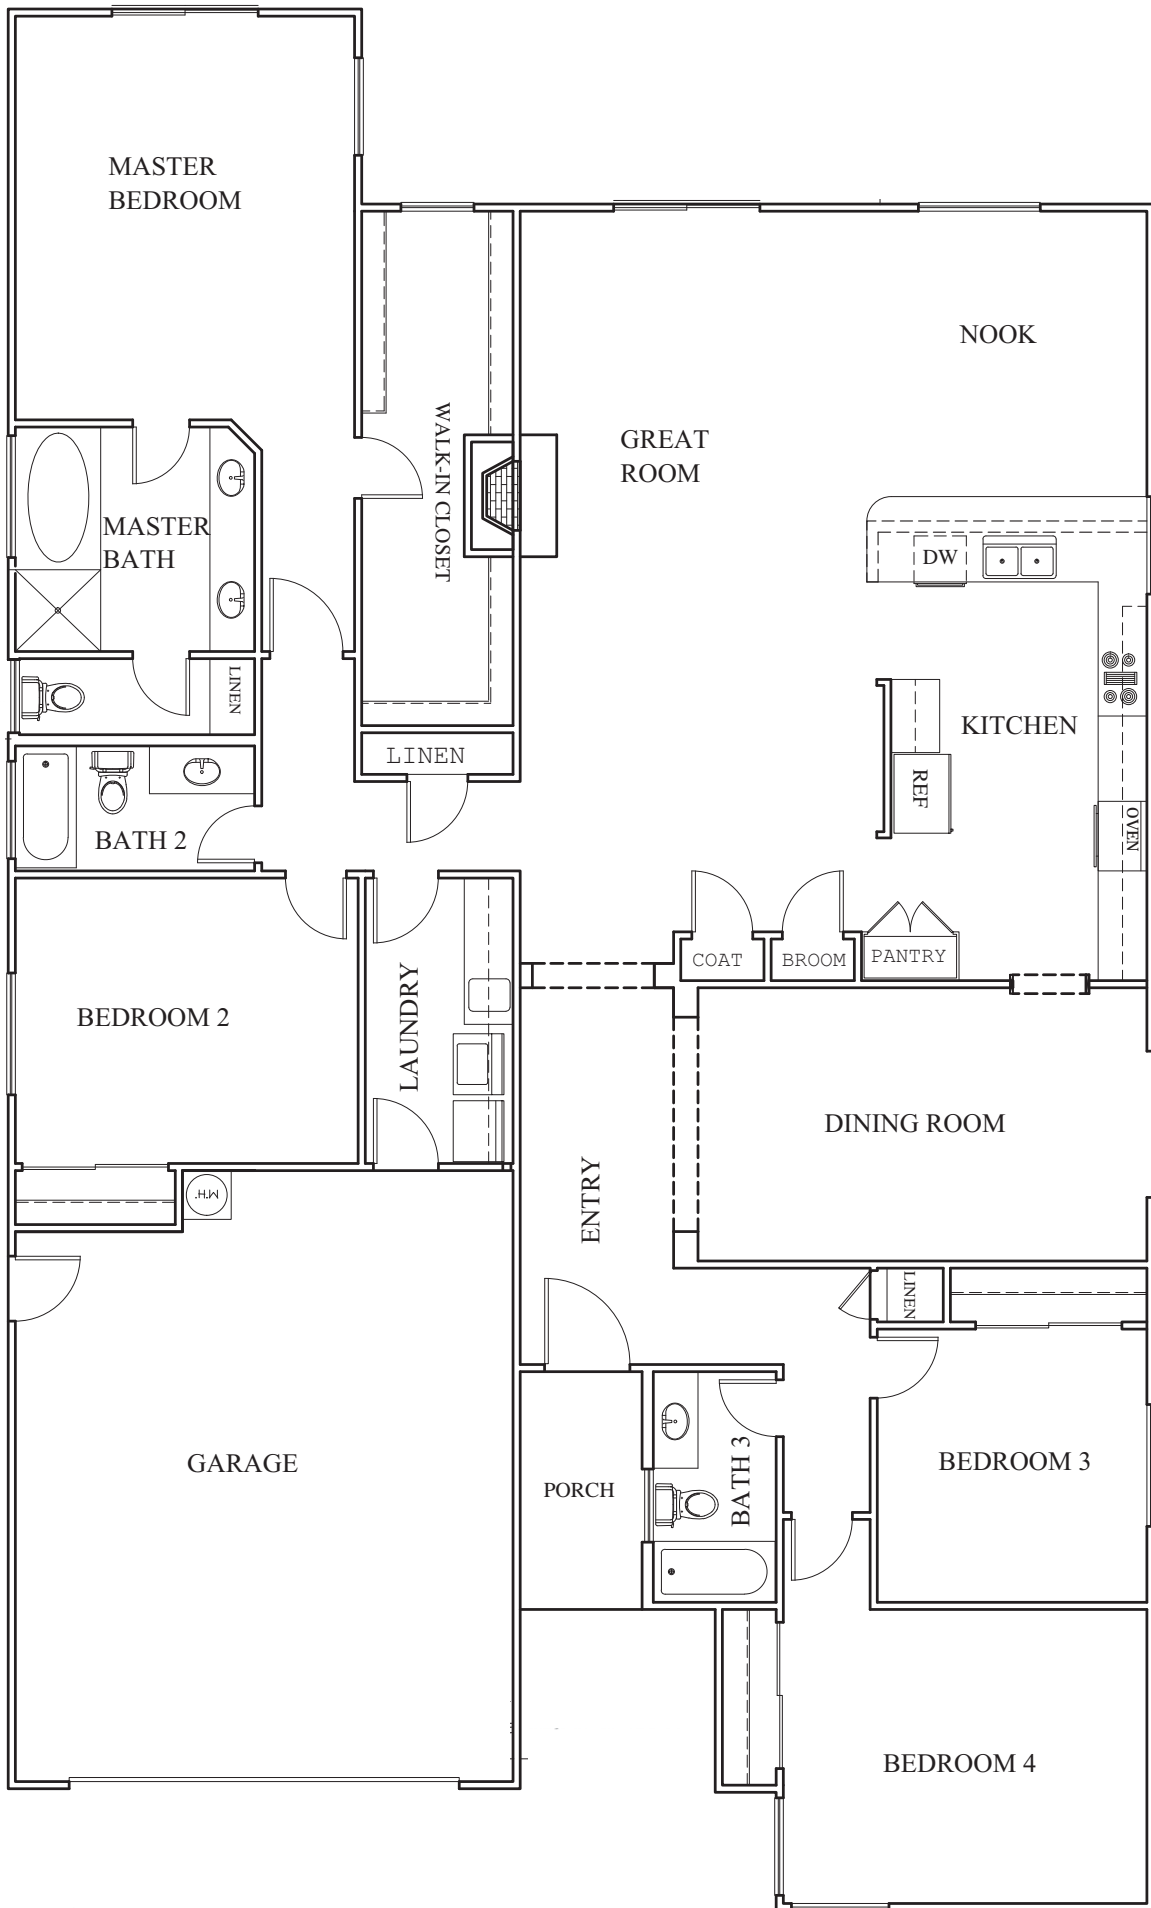 MASTER
BEDROOM
NOOK
GREAT
ROOM
WALK-IN CLOSET
MASTER
BATH
DW
LINEN
KITCHEN
LINEN
REF
OVEN
BATH 2
COAT
BROOM
PANTRY
BEDROOM 2
LAUNDRY
DINING ROOM
ENTRY
W.H.
LINEN
GARAGE
PORCH
BATH 3
BEDROOM 3
BEDROOM 4